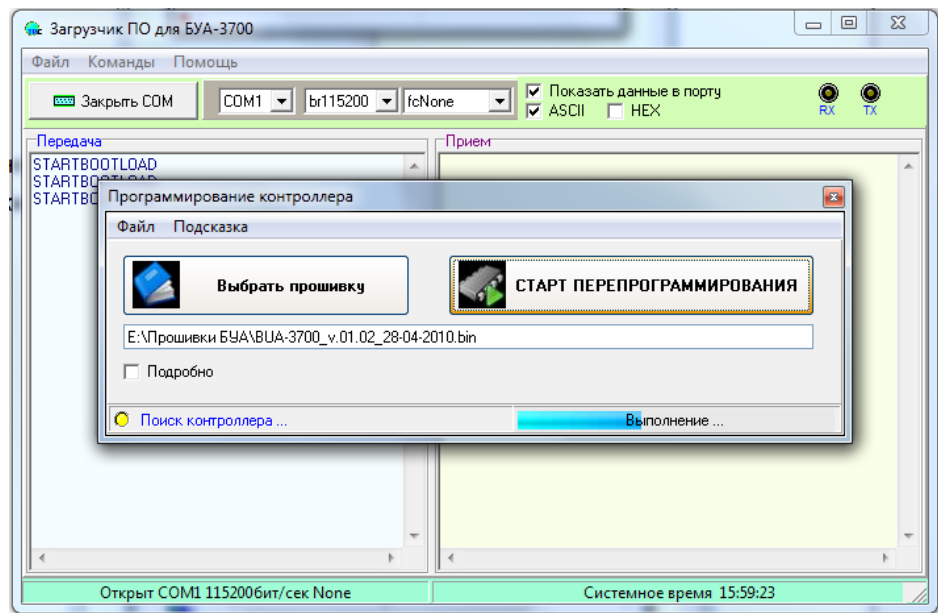 Загрузчик ПО для БУА-3700
Файл Команды Помощь
Закрыть COM COM1 br115200 fcNone
Показать данные в порту
ASCII HEX
RX TX
Передача
STARTBOOTLOAD
STARTBOOTLOAD
STARTBO
Прием
Программирование контроллера
Файл Подсказка
Выбрать прошивку
СТАРТ ПЕРЕПРОГРАММИРОВАНИЯ
E:\Прошивки БУА\BUA-3700_v.01.02_28-04-2010.bin
Подробно
Поиск контроллера ...
Выполнение ...
Открыт COM1 115200бит/сек None
Системное время 15:59:23